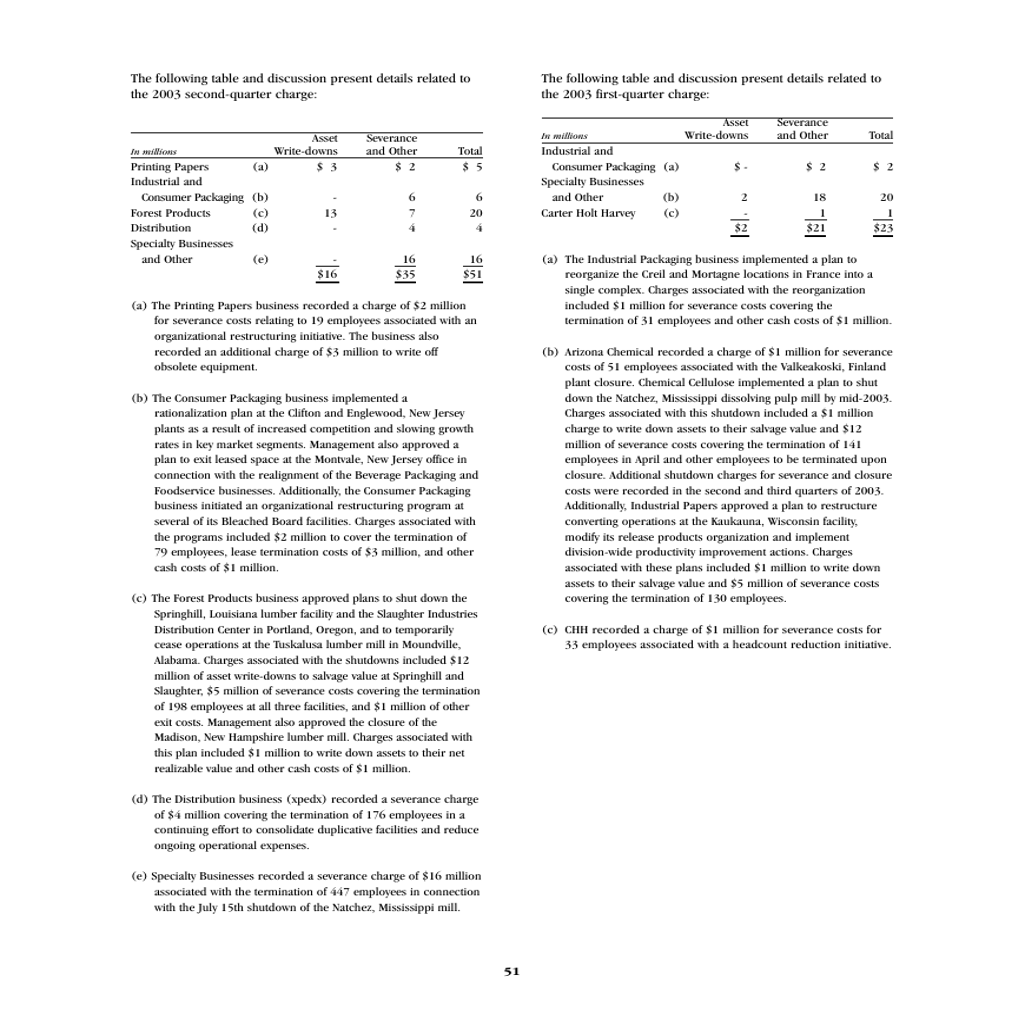 The following table and discussion present details related to
the 2003 second-quarter charge:
Asset Severance
In millions Write-downs and Other Total
Printing Papers (a) $ 3 $ 2 $ 5
Industrial and
Consumer Packaging (b) - 6 6
Forest Products (c) 13 7 20
Distribution (d) - 4 4
Specialty Businesses
and Other (e) - 16 16
$16 $35 $51
(a) The Printing Papers business recorded a charge of $2 million
for severance costs relating to 19 employees associated with an
organizational restructuring initiative. The business also
recorded an additional charge of $3 million to write off
obsolete equipment.
(b) The Consumer Packaging business implemented a
rationalization plan at the Clifton and Englewood, New Jersey
plants as a result of increased competition and slowing growth
rates in key market segments. Management also approved a
plan to exit leased space at the Montvale, New Jersey office in
connection with the realignment of the Beverage Packaging and
Foodservice businesses. Additionally, the Consumer Packaging
business initiated an organizational restructuring program at
several of its Bleached Board facilities. Charges associated with
the programs included $2 million to cover the termination of
79 employees, lease termination costs of $3 million, and other
cash costs of $1 million.
(c) The Forest Products business approved plans to shut down the
Springhill, Louisiana lumber facility and the Slaughter Industries
Distribution Center in Portland, Oregon, and to temporarily
cease operations at the Tuskalusa lumber mill in Moundville,
Alabama. Charges associated with the shutdowns included $12
million of asset write-downs to salvage value at Springhill and
Slaughter, $5 million of severance costs covering the termination
of 198 employees at all three facilities, and $1 million of other
exit costs. Management also approved the closure of the
Madison, New Hampshire lumber mill. Charges associated with
this plan included $1 million to write down assets to their net
realizable value and other cash costs of $1 million.
(d) The Distribution business (xpedx) recorded a severance charge
of $4 million covering the termination of 176 employees in a
continuing effort to consolidate duplicative facilities and reduce
ongoing operational expenses.
(e) Specialty Businesses recorded a severance charge of $16 million
associated with the termination of 447 employees in connection
with the July 15th shutdown of the Natchez, Mississippi mill.
The following table and discussion present details related to
the 2003 first-quarter charge:
Asset Severance
In millions Write-downs and Other Total
Industrial and
Consumer Packaging (a) $ - $ 2 $ 2
Specialty Businesses
and Other (b) 2 18 20
Carter Holt Harvey (c) - 1 1
$2 $21 $23
(a) The Industrial Packaging business implemented a plan to
reorganize the Creil and Mortagne locations in France into a
single complex. Charges associated with the reorganization
included $1 million for severance costs covering the
termination of 31 employees and other cash costs of $1 million.
(b) Arizona Chemical recorded a charge of $1 million for severance
costs of 51 employees associated with the Valkeakoski, Finland
plant closure. Chemical Cellulose implemented a plan to shut
down the Natchez, Mississippi dissolving pulp mill by mid-2003.
Charges associated with this shutdown included a $1 million
charge to write down assets to their salvage value and $12
million of severance costs covering the termination of 141
employees in April and other employees to be terminated upon
closure. Additional shutdown charges for severance and closure
costs were recorded in the second and third quarters of 2003.
Additionally, Industrial Papers approved a plan to restructure
converting operations at the Kaukauna, Wisconsin facility,
modify its release products organization and implement
division-wide productivity improvement actions. Charges
associated with these plans included $1 million to write down
assets to their salvage value and $5 million of severance costs
covering the termination of 130 employees.
(c) CHH recorded a charge of $1 million for severance costs for
33 employees associated with a headcount reduction initiative.
51